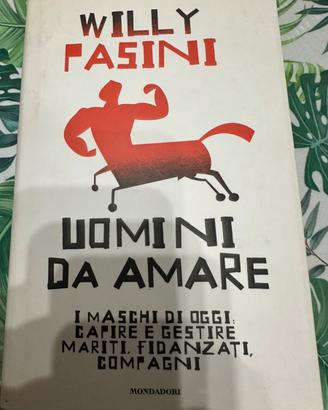 WILLY
PASINI
UOMINI
DA AMARE
I MASCHI DI OGGI:
CAPIRE E GESTIRE
MARITI, FIDANZATI,
COMPAGNI
MONDADORI